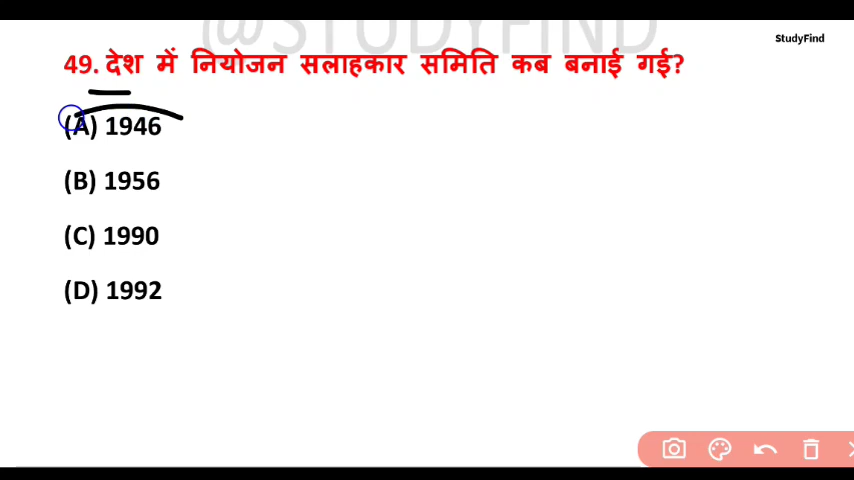 @STUDYFIND
StudyFind
49. देश में नियोजन सलाहकार समिति कब बनाई गई?
(A) 1946
(B) 1956
(C) 1990
(D) 1992